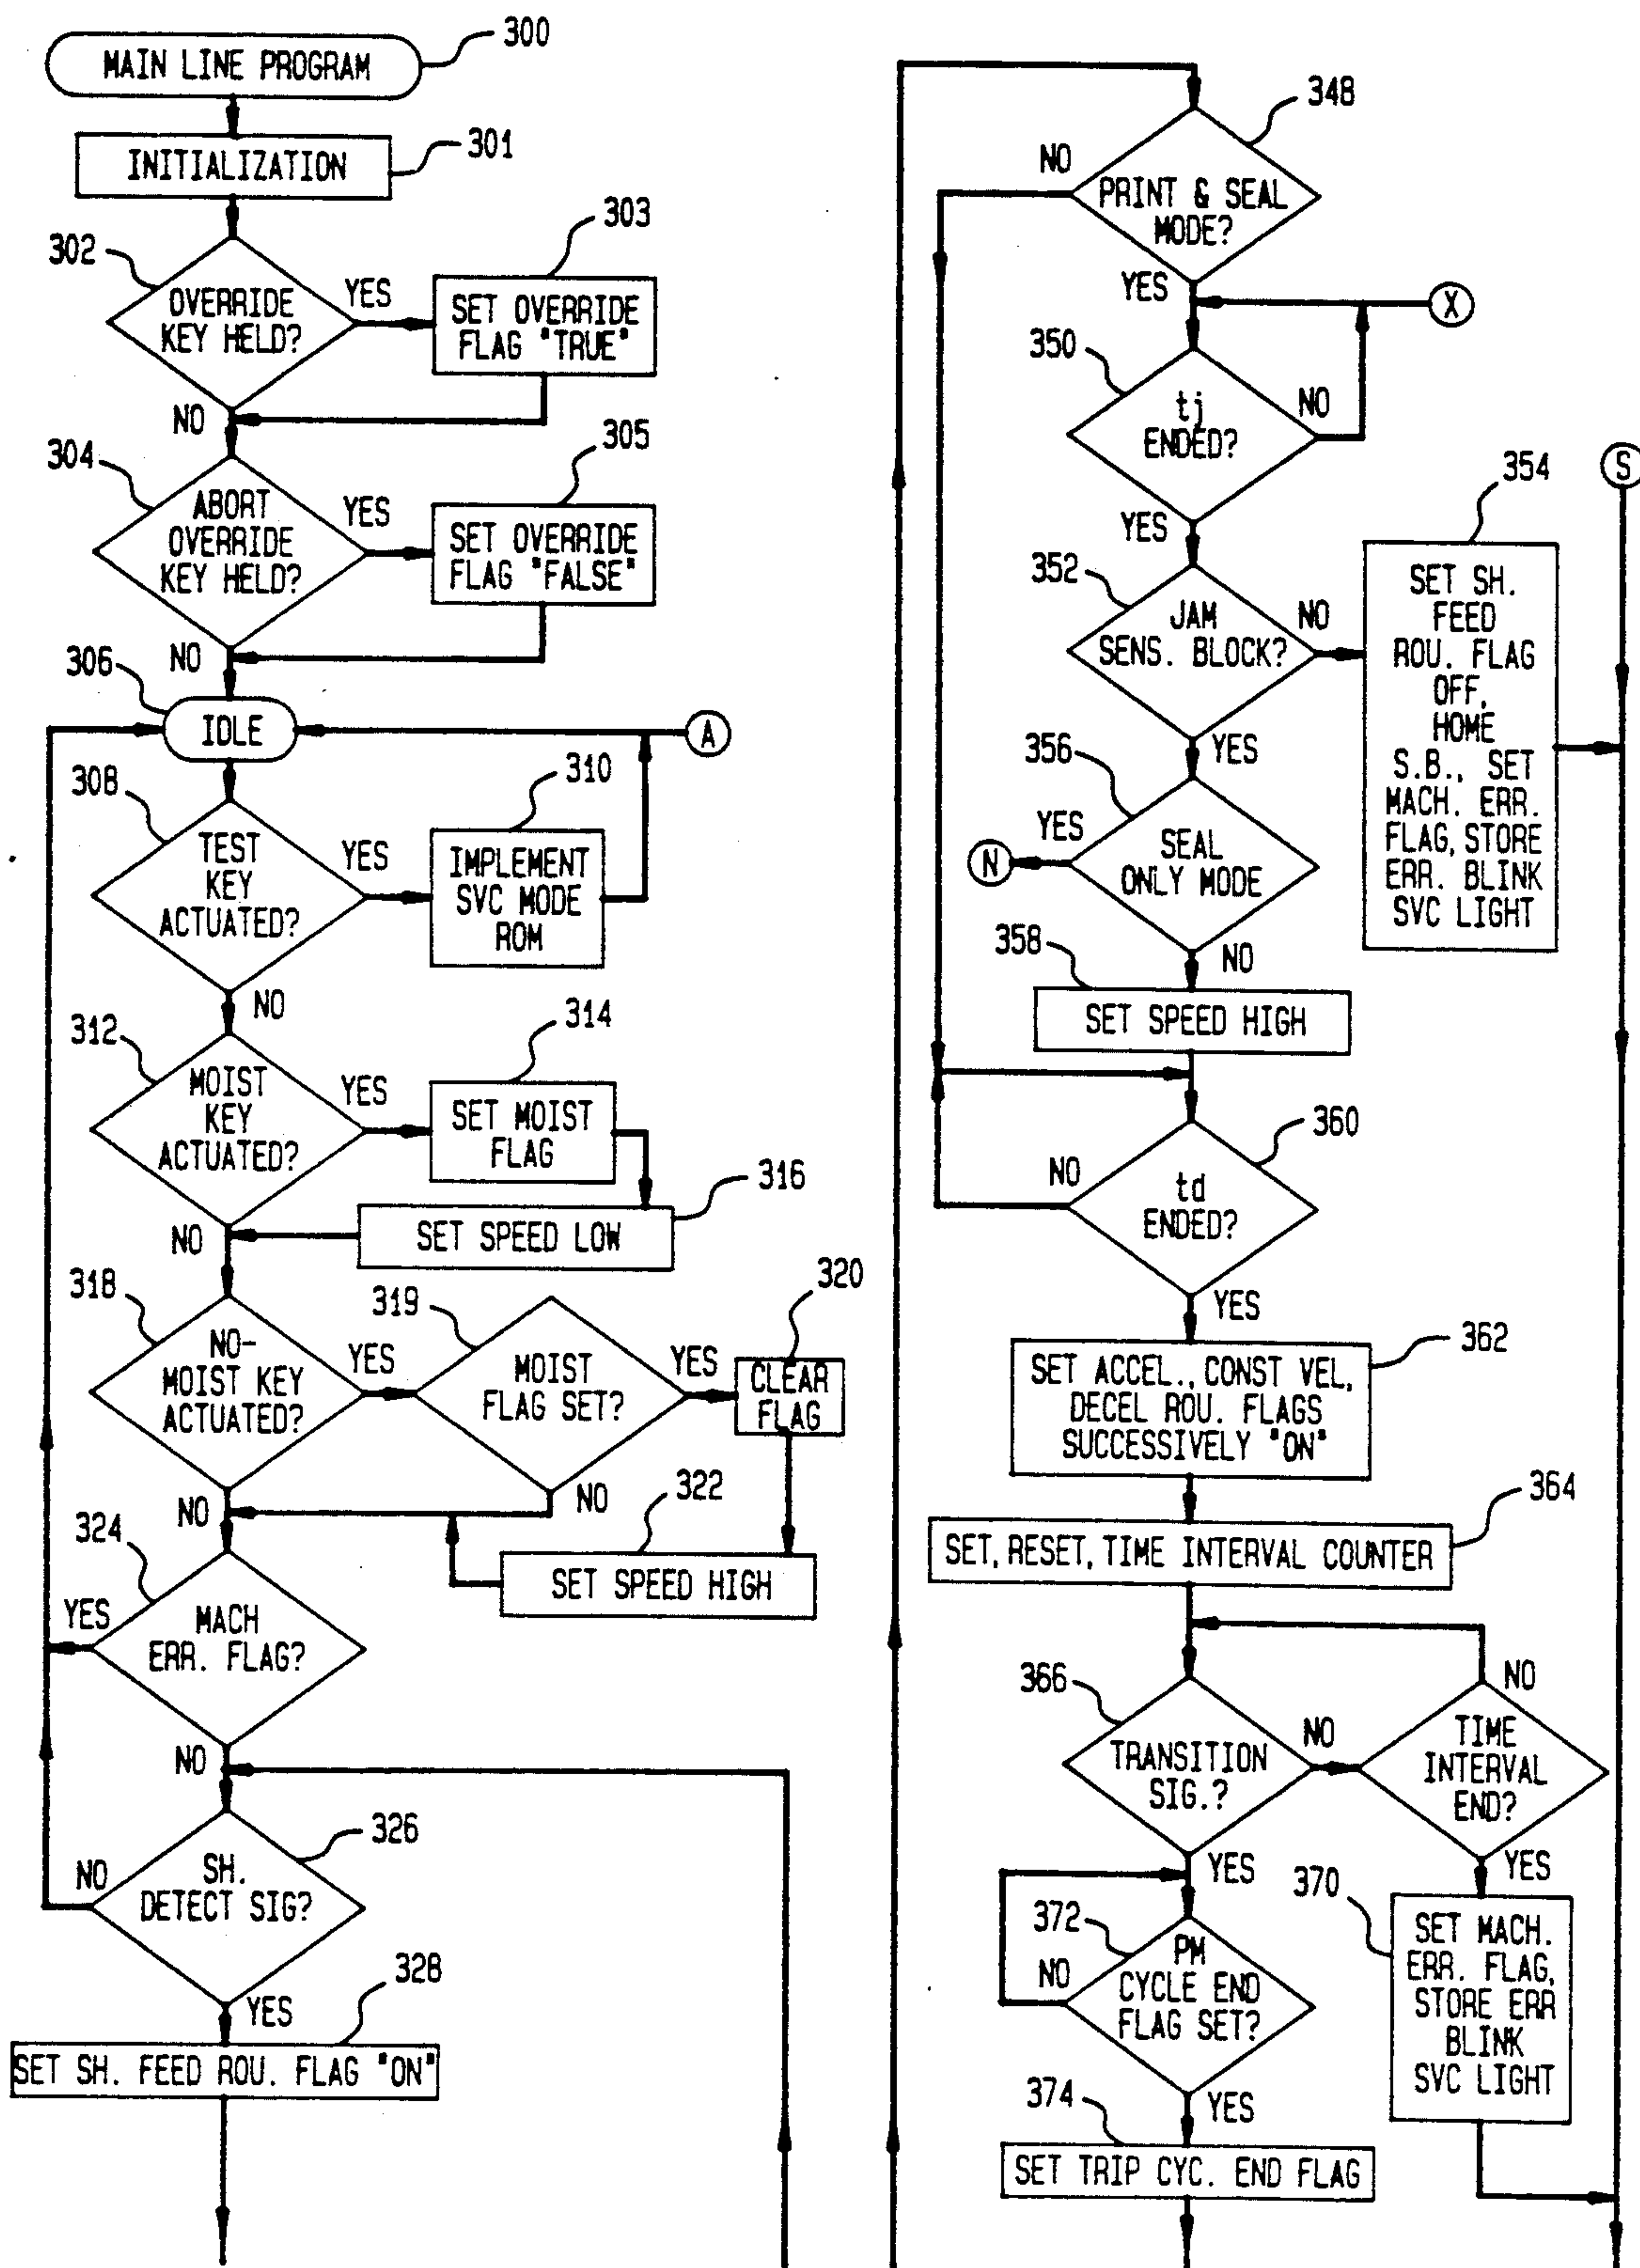 MAIN LINE PROGRAM
300
INITIALIZATION
301
302
OVERRIDE
KEY HELD?
YES
303
SET OVERRIDE
FLAG "TRUE"
NO
304
ABORT
OVERRIDE
KEY HELD?
YES
305
SET OVERRIDE
FLAG "FALSE"
NO
306
IDLE
A
308
TEST
KEY
ACTUATED?
YES
310
IMPLEMENT
SVC MODE
ROM
NO
312
MOIST
KEY
ACTUATED?
YES
314
SET MOIST
FLAG
316
SET SPEED LOW
NO
318
NO-
MOIST KEY
ACTUATED?
YES
319
MOIST
FLAG SET?
YES
320
CLEAR
FLAG
NO
NO
322
SET SPEED HIGH
324
MACH
ERR. FLAG?
YES
NO
326
SH.
DETECT SIG?
NO
YES
328
SET SH. FEED ROU. FLAG "ON"
348
PRINT & SEAL
MODE?
NO
YES
X
350
tj
ENDED?
NO
YES
S
352
JAM
SENS. BLOCK?
NO
354
SET SH.
FEED
ROU. FLAG
OFF,
HOME
S.B., SET
MACH. ERR.
FLAG, STORE
ERR. BLINK
SVC LIGHT
YES
356
SEAL
ONLY MODE
YES
N
NO
358
SET SPEED HIGH
360
td
ENDED?
NO
YES
362
SET ACCEL., CONST VEL,
DECEL ROU. FLAGS
SUCCESSIVELY "ON"
364
SET, RESET, TIME INTERVAL COUNTER
366
TRANSITION
SIG.?
NO
TIME
INTERVAL
END?
NO
YES
YES
370
SET MACH.
ERR. FLAG,
STORE ERR
BLINK
SVC LIGHT
372
PM
CYCLE END
FLAG SET?
NO
YES
374
SET TRIP CYC. END FLAG